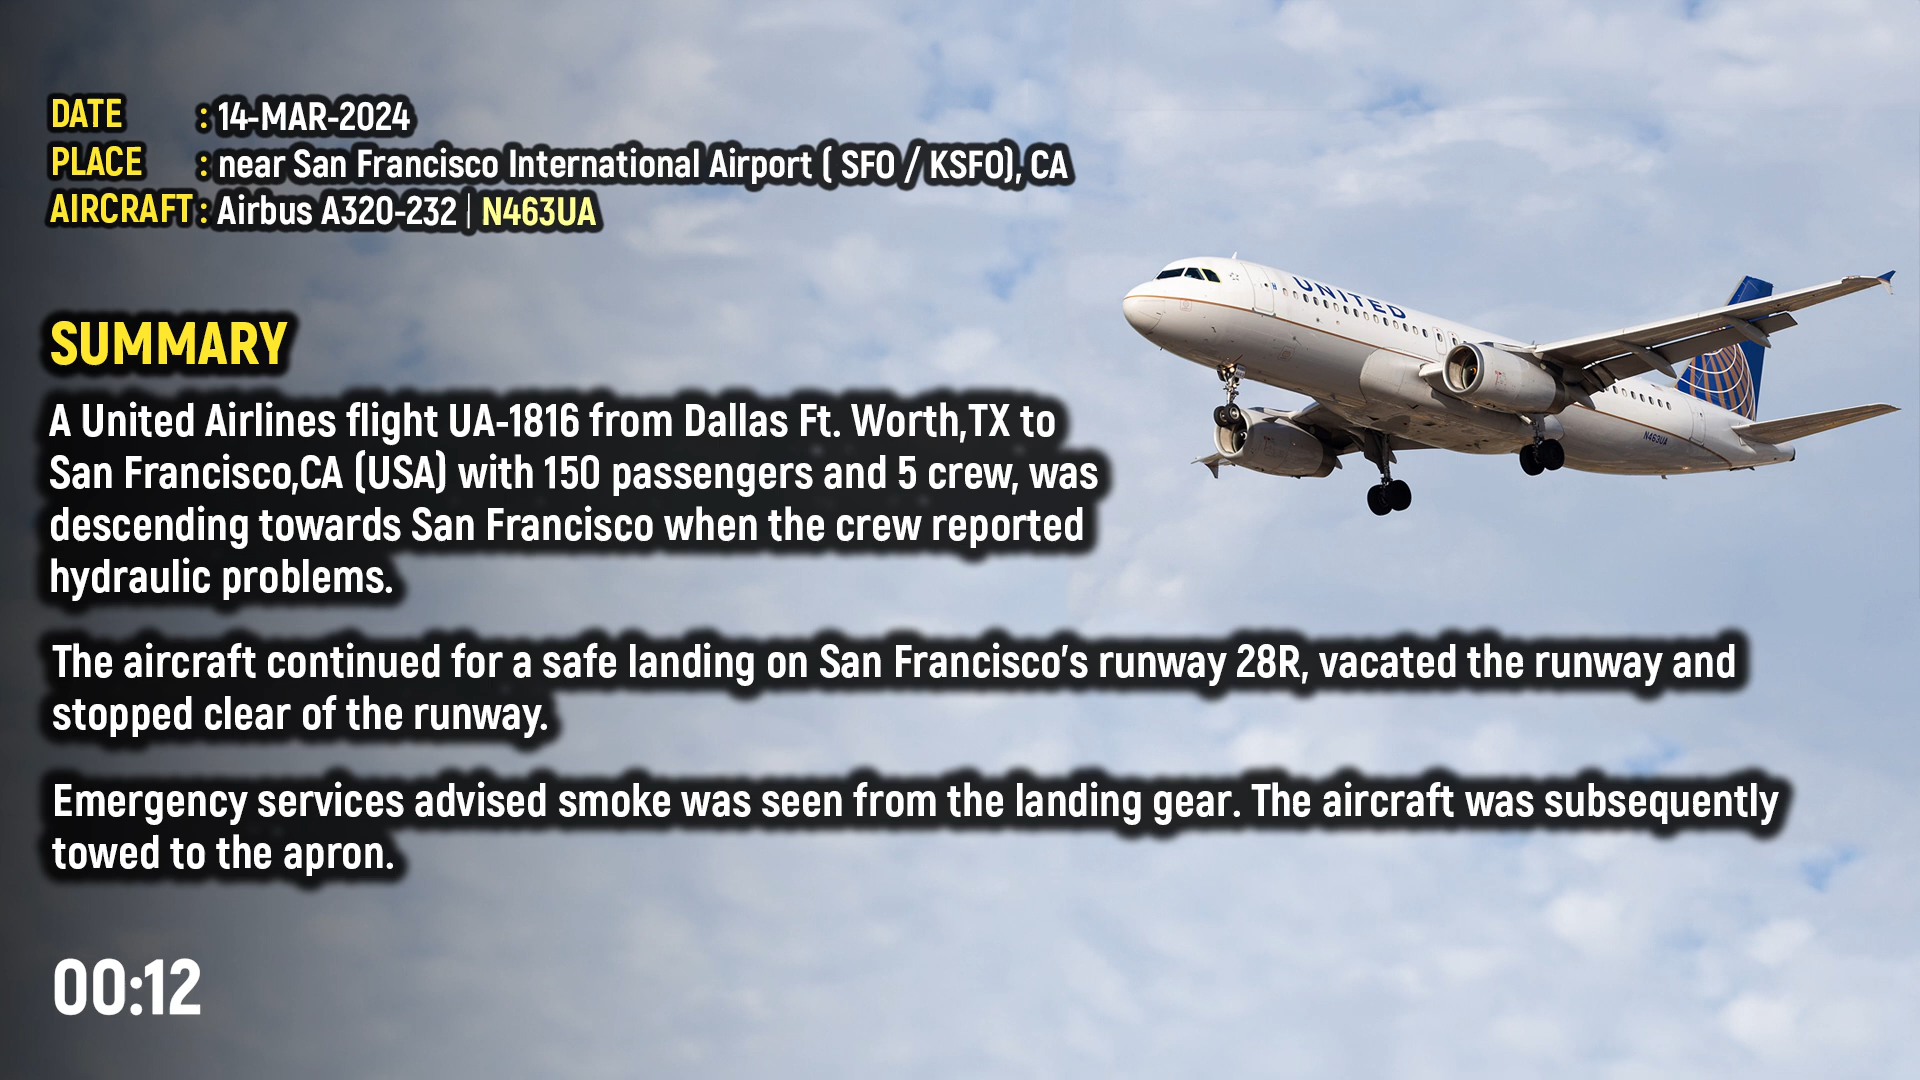 DATE : 14-MAR-2024
PLACE : near San Francisco International Airport ( SFO / KSFO), CA
AIRCRAFT : Airbus A320-232 | N463UA
UNITED
N463UA
SUMMARY
A United Airlines flight UA-1816 from Dallas Ft. Worth,TX to
San Francisco,CA (USA) with 150 passengers and 5 crew, was
descending towards San Francisco when the crew reported
hydraulic problems.
The aircraft continued for a safe landing on San Francisco's runway 28R, vacated the runway and
stopped clear of the runway.
Emergency services advised smoke was seen from the landing gear. The aircraft was subsequently
towed to the apron.
00:12